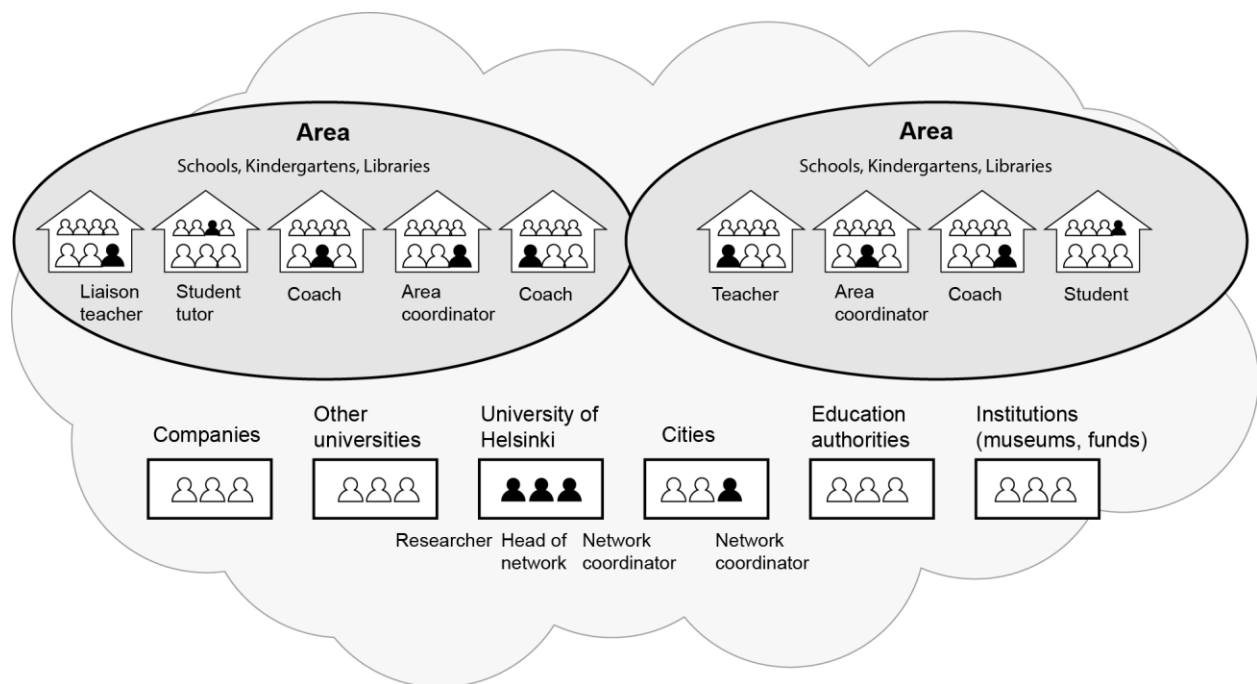 Area
Schools, Kindergartens, Libraries
Liaison
teacher
Student
tutor
Coach
Area
coordinator
Coach
Area
Schools, Kindergartens, Libraries
Teacher
Area
coordinator
Coach
Student
Companies
Other
universities
University of
Helsinki
Cities
Education
authorities
Institutions
(museums, funds)
Researcher
Head of
network
Network
coordinator
Network
coordinator